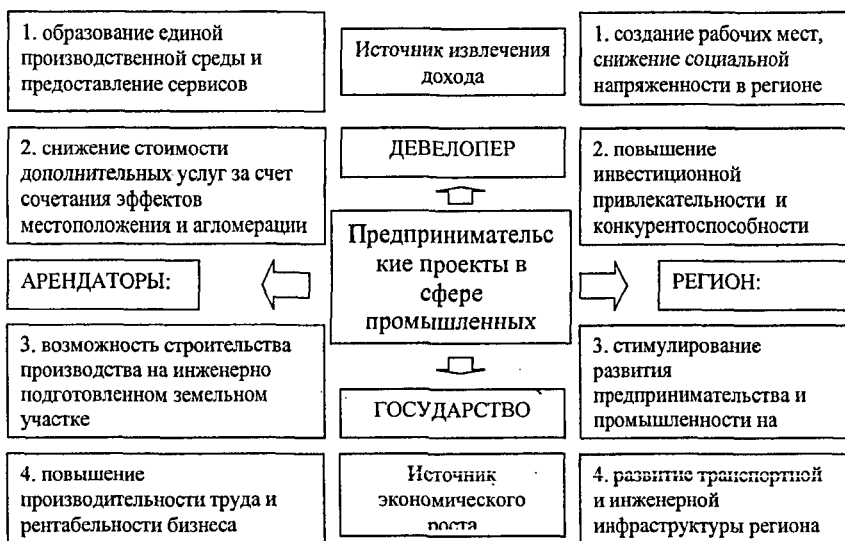 1. образование единой
производственной среды и
предоставление сервисов
2. снижение стоимости
дополнительных услуг за счет
сочетания эффектов
местоположения и агломерации
АРЕНДАТОРЫ:
3. возможность строительства
производства на инженерно
подготовленном земельном
участке
4. повышение
производительности труда и
рентабельности бизнеса
Источник извлечения
дохода
ДЕВЕЛОПЕР
Предпринимательс
кие проекты в
сфере
промышленных
ГОСУДАРСТВО
Источник
экономического
роста
1. создание рабочих мест,
снижение социальной
напряженности в регионе
2. повышение
инвестиционной
привлекательности и
конкурентоспособности
РЕГИОН:
3. стимулирование
развития
предпринимательства и
промышленности на
4. развитие транспортной
и инженерной
инфраструктуры региона